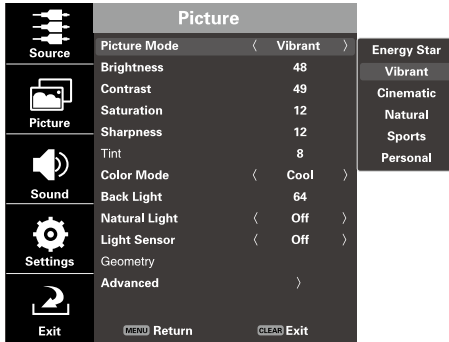 Picture
Source
Picture
Sound
Settings
Exit
Picture Mode 〈 Vibrant 〉
Brightness 48
Contrast 49
Saturation 12
Sharpness 12
Tint 8
Color Mode 〈 Cool 〉
Back Light 64
Natural Light 〈 Off 〉
Light Sensor 〈 Off 〉
Geometry
Advanced 〉
MENU Return CLEAR Exit
Energy Star
Vibrant
Cinematic
Natural
Sports
Personal